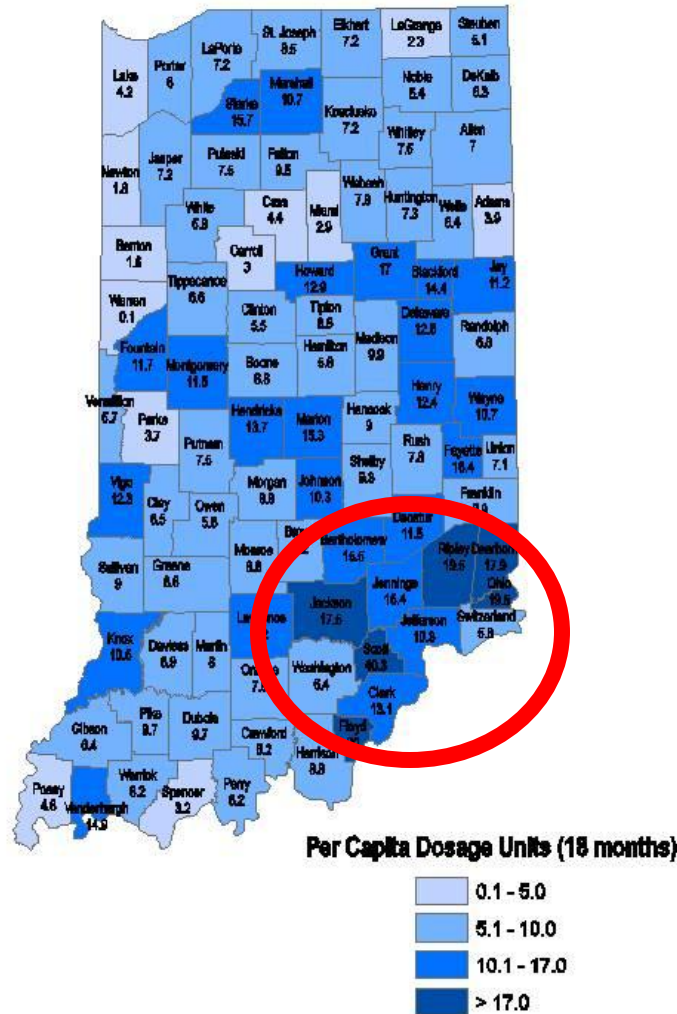 St. Joseph
8.5
Elkhart
7.2
LaGrange
2.3
Steuben
5.1
LaPorte
7.2
Porter
6
Lake
4.2
Marshall
10.7
Noble
5.4
DeKalb
6.3
Starke
15.7
Kosciusko
7.2
Whitley
7.5
Allen
7
Newton
1.8
Jasper
7.2
Pulaski
7.5
Fulton
9.5
Wabash
7.8
Huntington
7.3
Wells
6.4
Adams
3.9
White
5.8
Cass
4.4
Miami
2.9
Benton
1.6
Carroll
3
Grant
17
Howard
12.9
Blackford
14.4
Jay
11.2
Tippecanoe
6.6
Warren
0.1
Clinton
5.5
Tipton
8.5
Madison
9.9
Delaware
12.8
Randolph
6.8
Fountain
11.7
Montgomery
11.5
Boone
6.8
Hamilton
5.8
Henry
12.4
Wayne
10.7
Vermillion
6.7
Parke
3.7
Hendricks
13.7
Marion
15.3
Hancock
9
Rush
7.8
Fayette
16.4
Union
7.1
Putnam
7.5
Shelby
9.3
Vigo
12.3
Morgan
9.9
Johnson
10.3
Franklin
Clay
6.5
Owen
5.6
Decatur
11.5
Monroe
8.8
Bartholomew
15.5
Ripley
19.5
Dearborn
17.9
Sullivan
9
Greene
8.6
Jennings
15.4
Ohio
19.5
Jackson
17.5
Jefferson
10.8
Switzerland
5.8
Knox
10.5
Daviess
6.9
Martin
8
Washington
6.4
Scott
Clark
13.1
Gibson
6.4
Pike
9.7
Dubois
9.7
Crawford
8.2
Floyd
Harrison
8.8
Posey
4.6
Vanderburgh
14.9
Warrick
8.2
Spencer
3.2
Perry
6.2
Per Capita Dosage Units (18 months)
0.1 - 5.0
5.1 - 10.0
10.1 - 17.0
> 17.0